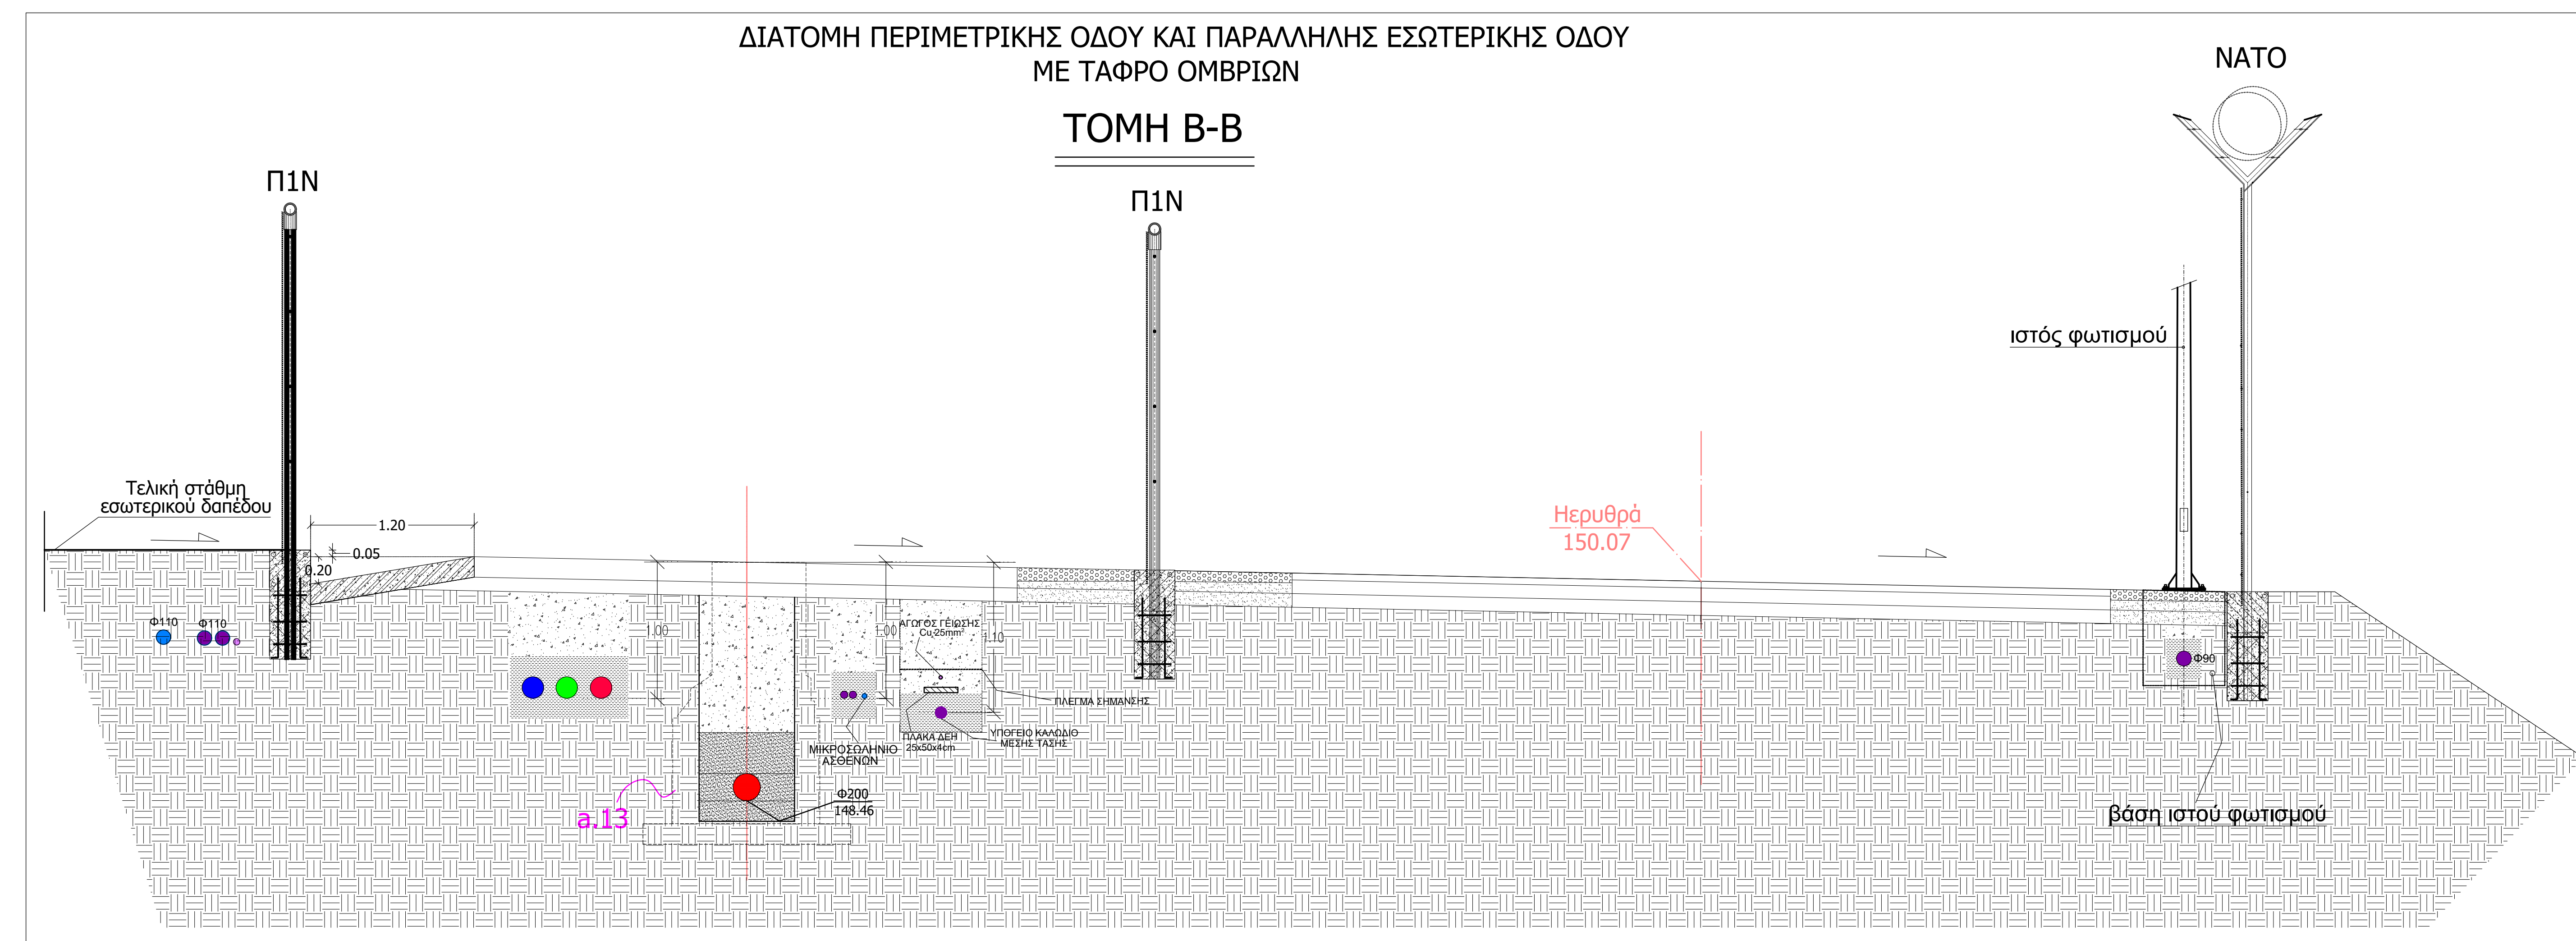 ΔΙΑΤΟΜΗ ΠΕΡΙΜΕΤΡΙΚΗΣ ΟΔΟΥ ΚΑΙ ΠΑΡΑΛΛΗΛΗΣ ΕΣΩΤΕΡΙΚΗΣ ΟΔΟΥ
ΜΕ ΤΑΦΡΟ ΟΜΒΡΙΩΝ
ΤΟΜΗ Β-Β
ΝΑΤΟ
Π1Ν
Π1Ν
ιστός φωτισμού
Τελική στάθμη
εσωτερικού δαπέδου
1.20
0.05
0.20
Ηερυθρά
150.07
Φ110
Φ110
1.00
1.00
ΑΓΩΓΟΣ ΓΕΙΩΣΗΣ
Cu 25mm²
1.10
Φ90
ΠΛΕΓΜΑ ΣΗΜΑΝΣΗΣ
ΠΛΑΚΑ ΔΕΗ
25x50x4cm
ΥΠΟΓΕΙΟ ΚΑΛΩΔΙΟ
ΜΕΣΗΣ ΤΑΣΗΣ
ΜΙΚΡΟΣΩΛΗΝΙΟ
ΑΣΘΕΝΩΝ
Φ200
148.46
a.13
βάση ιστού φωτισμού